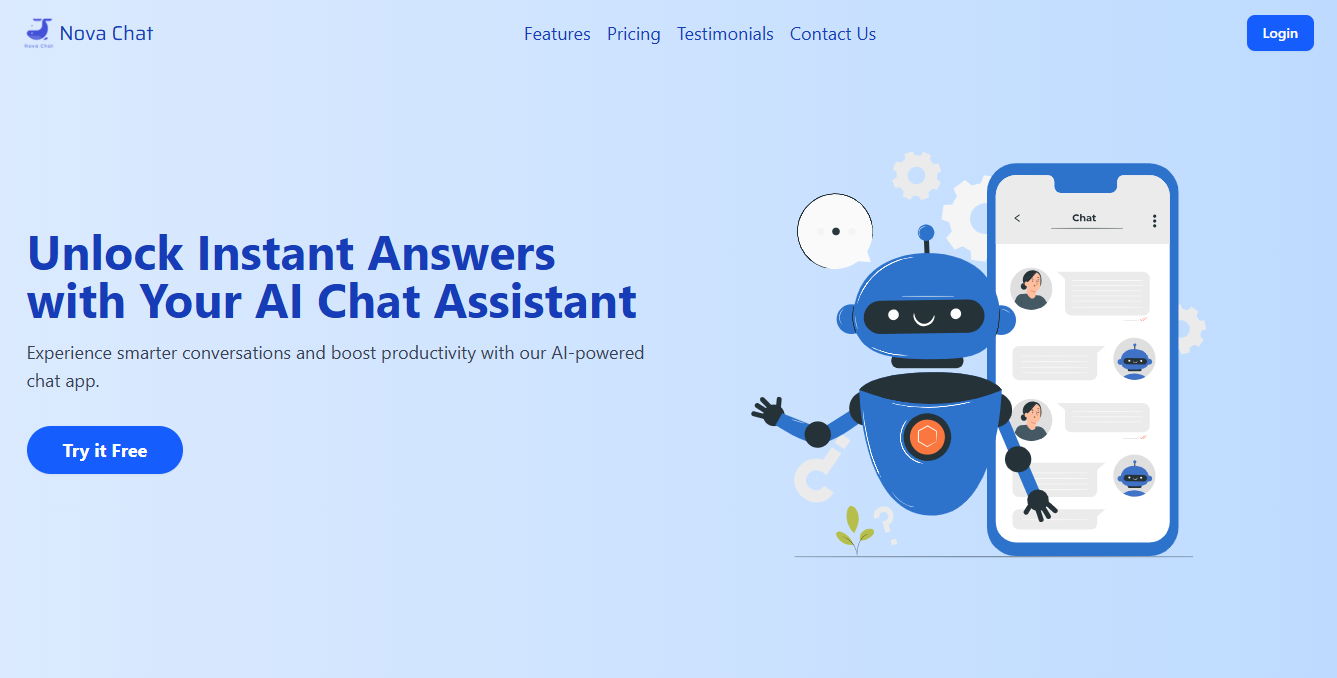 Nova Chat
Nova Chat
Features
Pricing
Testimonials
Contact Us
Login
Unlock Instant Answers
with Your AI Chat Assistant
Experience smarter conversations and boost productivity with our AI-powered
chat app.
Try it Free
Chat